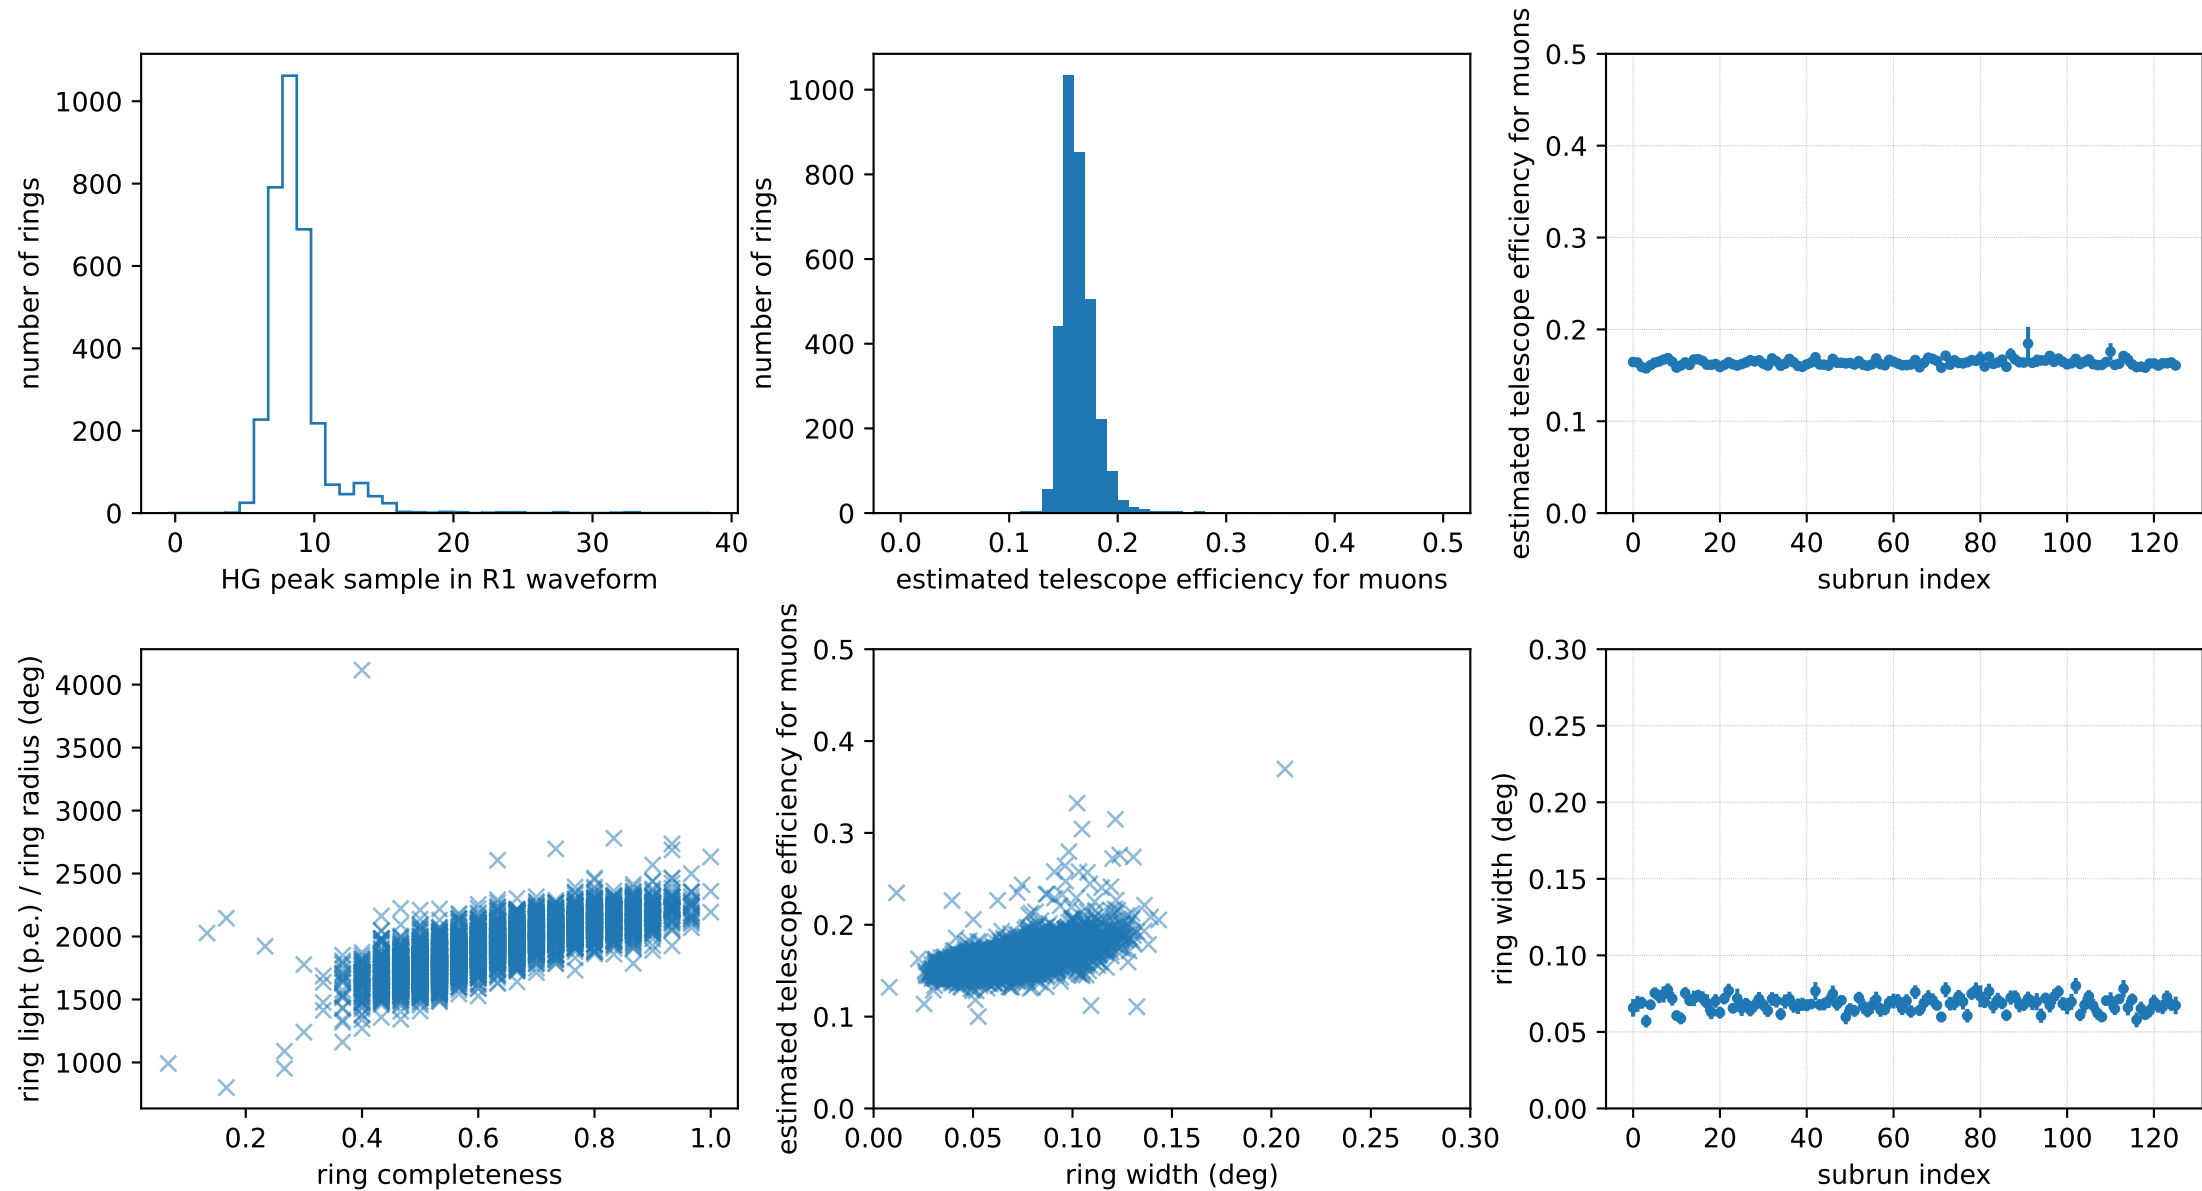 number of rings
1000
800
600
400
200
0
0 10 20 30 40
HG peak sample in R1 waveform
number of rings
1000
800
600
400
200
0
0.0 0.1 0.2 0.3 0.4 0.5
estimated telescope efficiency for muons
estimated telescope efficiency for muons
0.5
0.4
0.3
0.2
0.1
0.0
0 20 40 60 80 100 120
subrun index
ring light (p.e.) / ring radius (deg)
4000
3500
3000
2500
2000
1500
1000
0.2 0.4 0.6 0.8 1.0
ring completeness
estimated telescope efficiency for muons
0.5
0.4
0.3
0.2
0.1
0.0
0.00 0.05 0.10 0.15 0.20 0.25 0.30
ring width (deg)
ring width (deg)
0.30
0.25
0.20
0.15
0.10
0.05
0.00
0 20 40 60 80 100 120
subrun index